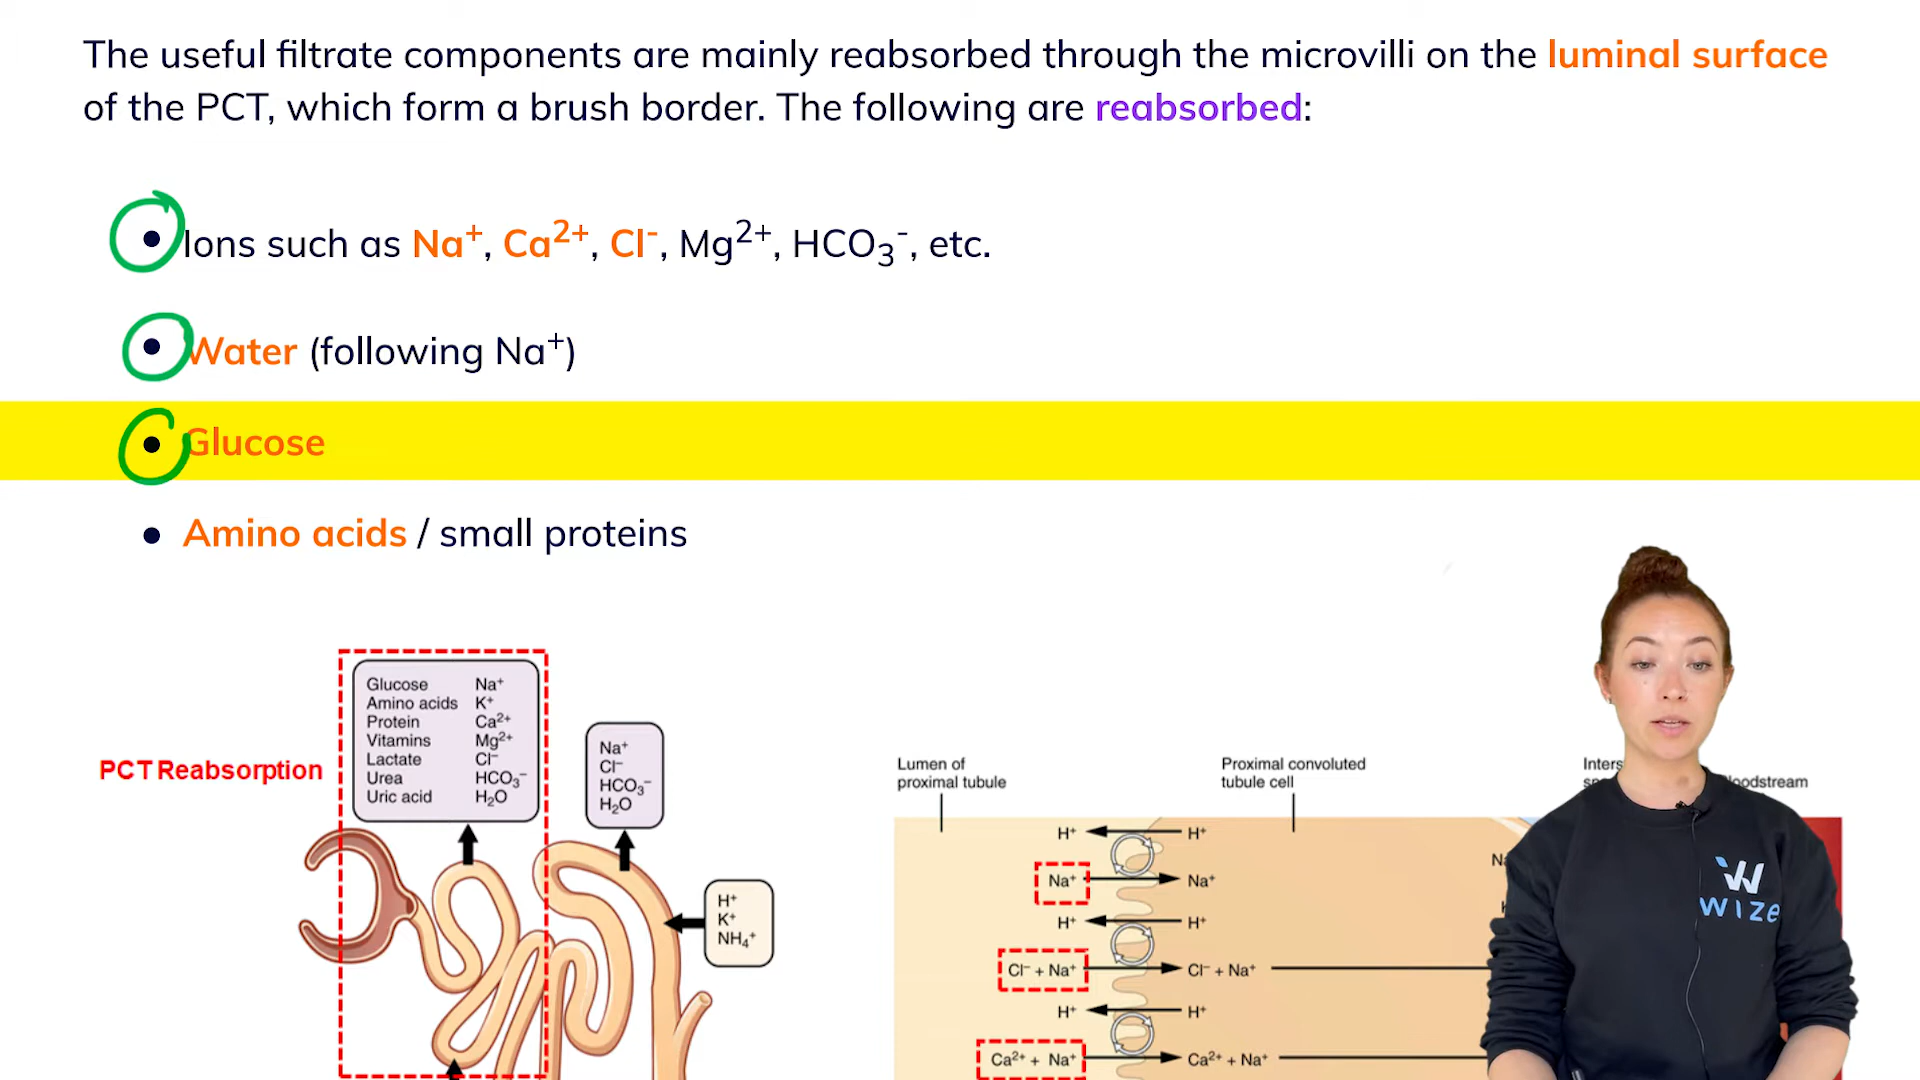 The useful filtrate components are mainly reabsorbed through the microvilli on the luminal surface
of the PCT, which form a brush border. The following are reabsorbed:
• Ions such as Na⁺, Ca²⁺, Cl⁻, Mg²⁺, HCO₃⁻, etc.
• Water (following Na⁺)
• Glucose
• Amino acids / small proteins
PCT Reabsorption
Glucose Na⁺
Amino acids K⁺
Protein Ca²⁺
Vitamins Mg²⁺
Lactate Cl⁻
Urea HCO₃⁻
Uric acid H₂O
Na⁺
Cl⁻
HCO₃⁻
H₂O
H⁺
K⁺
NH₄⁺
Lumen of
proximal tubule
Proximal convoluted
tubule cell
H⁺ H⁺
Na⁺ Na⁺
H⁺ H⁺
Cl⁻ + Na⁺ Cl⁻ + Na⁺
H⁺ H⁺
Ca²⁺ + Na⁺ Ca²⁺ + Na⁺
WIZE